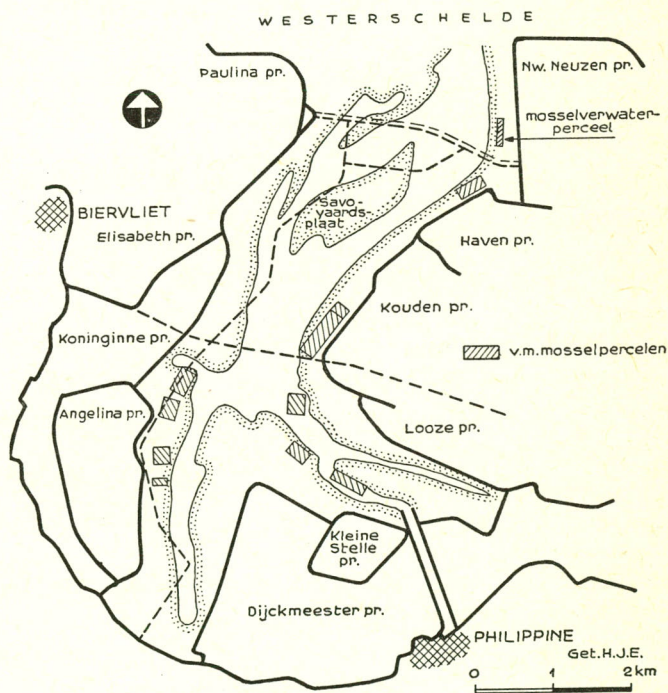 WESTERSCHELDE
Paulina pr.
Nw. Neuzen pr.
mosselverwater-
perceel
BIERVLIET
Elisabeth pr.
Savo-
yaards-
plaat
Haven pr.
Kouden pr.
Koninginne pr.
v.m. mosselpercelen
Angelina pr.
Looze pr.
Kleine
Stelle
pr.
Dijckmeester pr.
PHILIPPINE
Get. H.J.E.
0 1 2 km